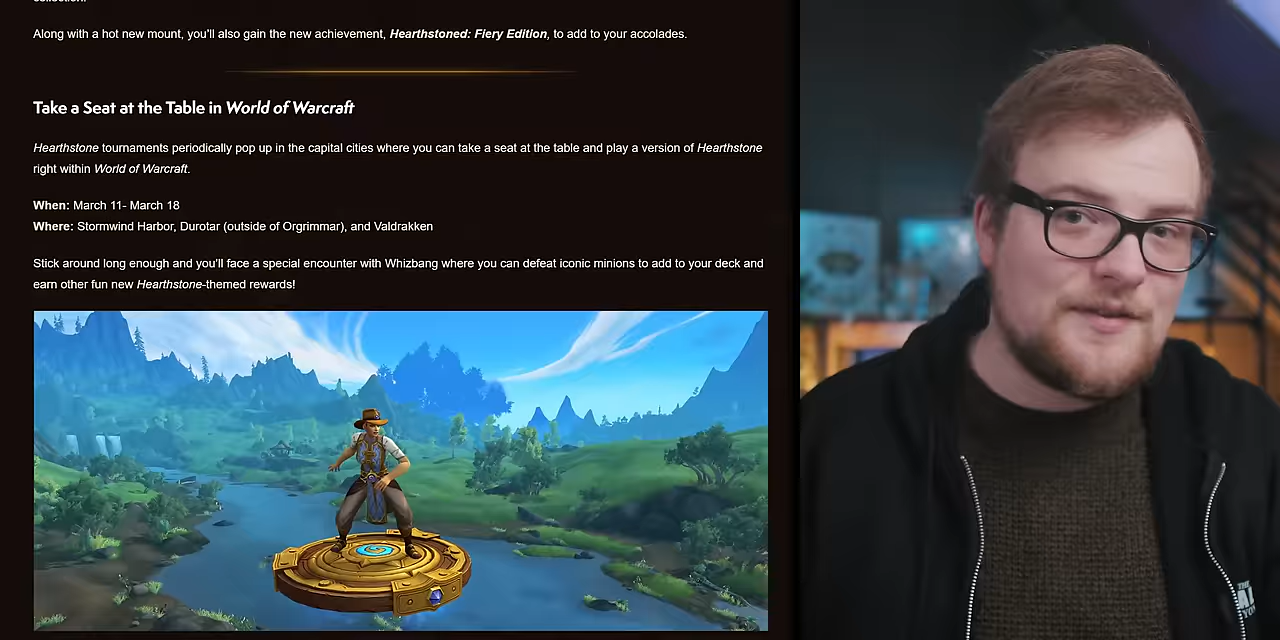 Along with a hot new mount, you'll also gain the new achievement, Hearthstoned: Fiery Edition, to add to your accolades.
Take a Seat at the Table in World of Warcraft
Hearthstone tournaments periodically pop up in the capital cities where you can take a seat at the table and play a version of Hearthstone
right within World of Warcraft.
When: March 11- March 18
Where: Stormwind Harbor, Durotar (outside of Orgrimmar), and Valdrakken
Stick around long enough and you'll face a special encounter with Whizbang where you can defeat iconic minions to add to your deck and
earn other fun new Hearthstone-themed rewards!
THE